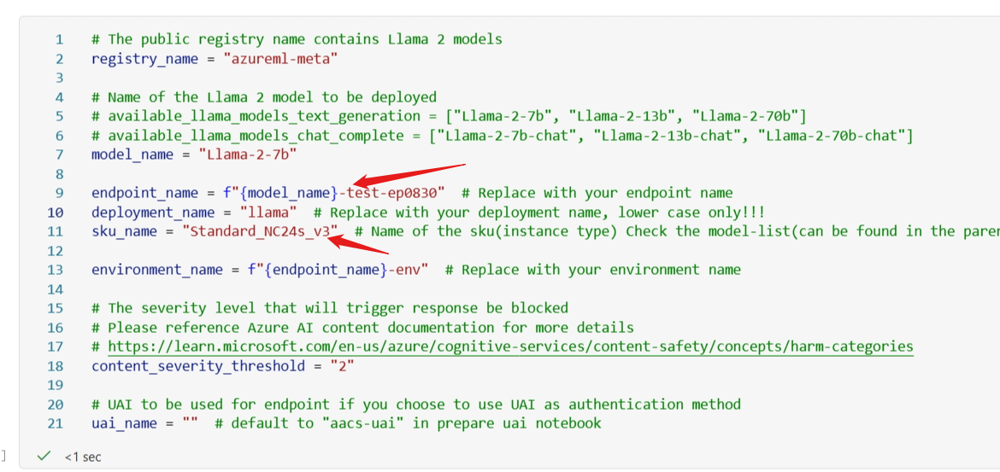 1 # The public registry name contains Llama 2 models
2 registry_name = "azureml-meta"
3
4 # Name of the Llama 2 model to be deployed
5 # available_llama_models_text_generation = ["Llama-2-7b", "Llama-2-13b", "Llama-2-70b"]
6 # available_llama_models_chat_complete = ["Llama-2-7b-chat", "Llama-2-13b-chat", "Llama-2-70b-chat"]
7 model_name = "Llama-2-7b"
8
9 endpoint_name = f"{model_name}-test-ep0830" # Replace with your endpoint name
10 deployment_name = "llama" # Replace with your deployment name, lower case only!!!
11 sku_name = "Standard_NC24s_v3" # Name of the sku(instance type) Check the model-list(can be found in the paren
12
13 environment_name = f"{endpoint_name}-env" # Replace with your environment name
14
15 # The severity level that will trigger response be blocked
16 # Please reference Azure AI content documentation for more details
17 # https://learn.microsoft.com/en-us/azure/cognitive-services/content-safety/concepts/harm-categories
18 content_severity_threshold = "2"
19
20 # UAI to be used for endpoint if you choose to use UAI as authentication method
21 uai_name = "" # default to "aacs-uai" in prepare uai notebook
] <1 sec